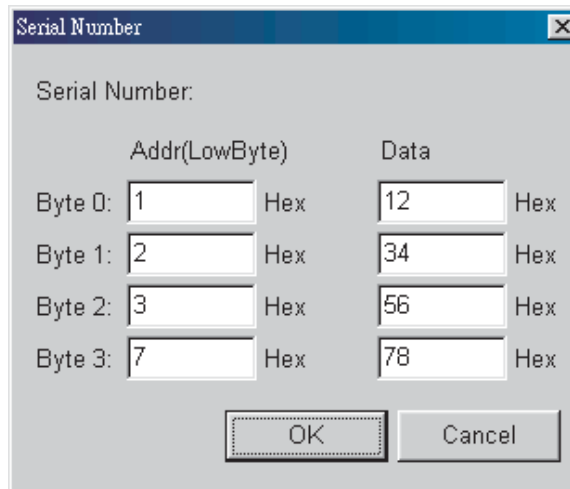 Serial Number
Serial Number:
Addr(LowByte) Data
Byte 0: 1 Hex 12 Hex
Byte 1: 2 Hex 34 Hex
Byte 2: 3 Hex 56 Hex
Byte 3: 7 Hex 78 Hex
OK Cancel